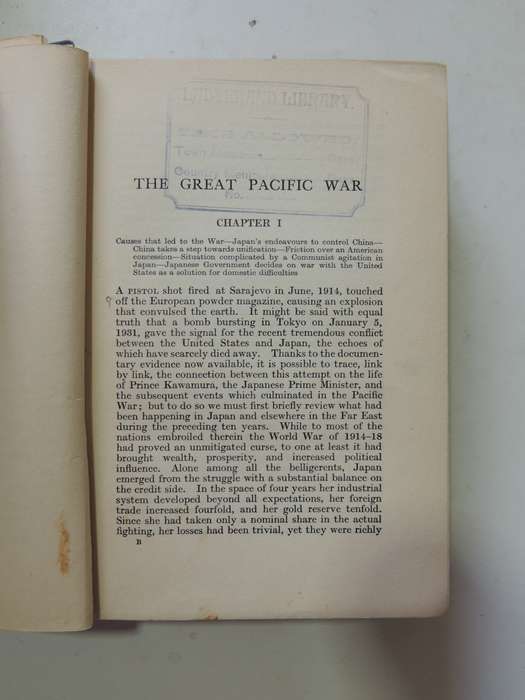 LIBRARY.
THE GREAT PACIFIC WAR
CHAPTER I
Causes that led to the War—Japan's endeavours to control China—
China takes a step towards unification—Friction over an American
concession—Situation complicated by a Communist agitation in
Japan—Japanese Government decides on war with the United
States as a solution for domestic difficulties
A PISTOL shot fired at Sarajevo in June, 1914, touched
off the European powder magazine, causing an explosion
that convulsed the earth. It might be said with equal
truth that a bomb bursting in Tokyo on January 5,
1931, gave the signal for the recent tremendous conflict
between the United States and Japan, the echoes of
which have scarcely died away. Thanks to the documen-
tary evidence now available, it is possible to trace, link
by link, the connection between this attempt on the life
of Prince Kawamura, the Japanese Prime Minister, and
the subsequent events which culminated in the Pacific
War; but to do so we must first briefly review what had
been happening in Japan and elsewhere in the Far East
during the preceding ten years. While to most of the
nations embroiled therein the World War of 1914–18
had proved an unmitigated curse, to one at least it had
brought wealth, prosperity, and increased political
influence. Alone among all the belligerents, Japan
emerged from the struggle with a substantial balance on
the credit side. In the space of four years her industrial
system developed beyond all expectations, her foreign
trade increased fourfold, and her gold reserve tenfold.
Since she had taken only a nominal share in the actual
fighting, her losses had been trivial, yet they were richly
B